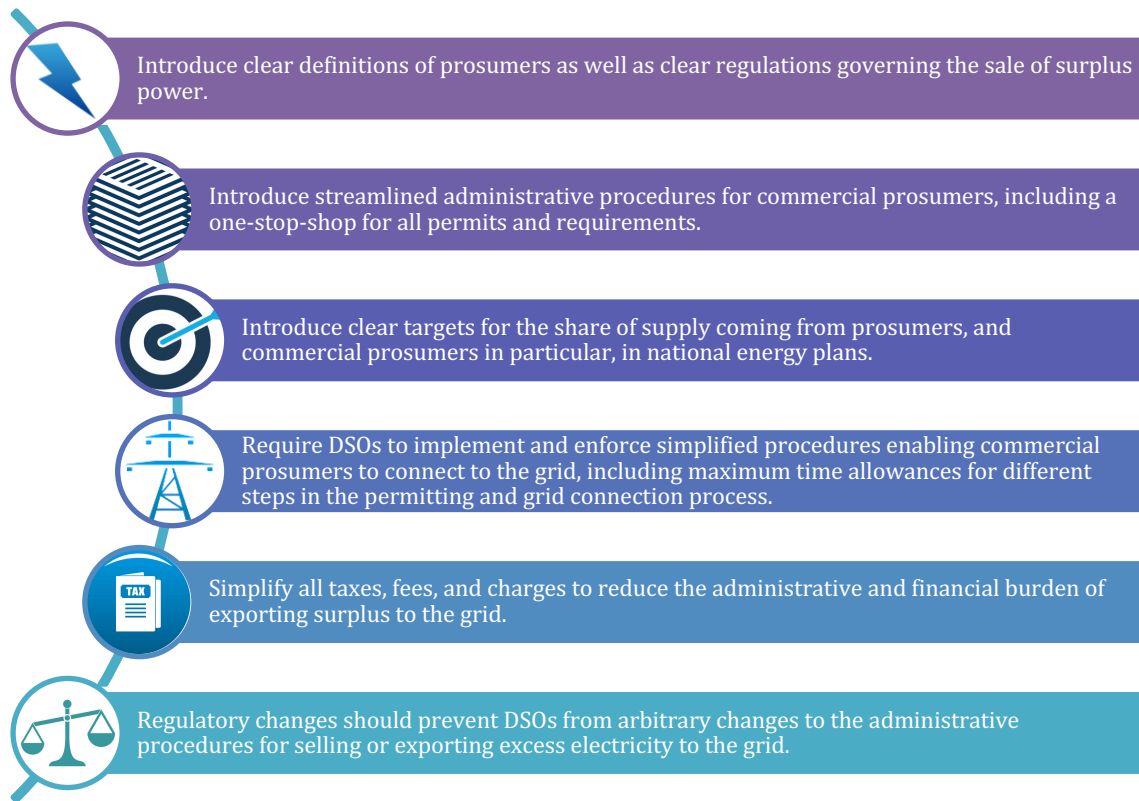 Introduce clear definitions of prosumers as well as clear regulations governing the sale of surplus
power.
Introduce streamlined administrative procedures for commercial prosumers, including a
one-stop-shop for all permits and requirements.
Introduce clear targets for the share of supply coming from prosumers, and
commercial prosumers in particular, in national energy plans.
Require DSOs to implement and enforce simplified procedures enabling commercial
prosumers to connect to the grid, including maximum time allowances for different
steps in the permitting and grid connection process.
TAX
Simplify all taxes, fees, and charges to reduce the administrative and financial burden of
exporting surplus to the grid.
Regulatory changes should prevent DSOs from arbitrary changes to the administrative
procedures for selling or exporting excess electricity to the grid.